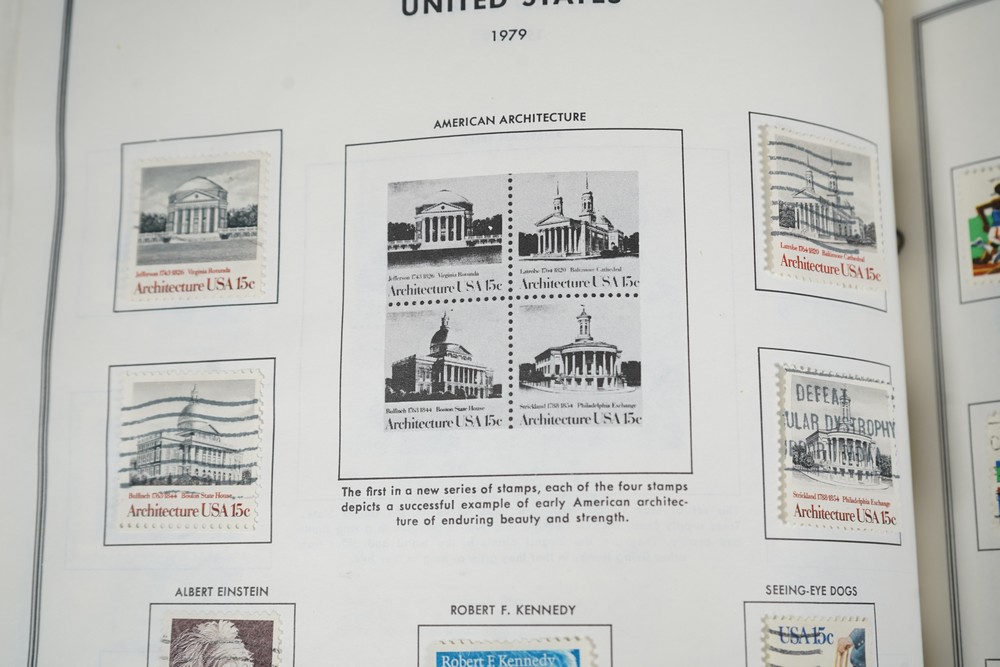 UNITED STATES
1979
AMERICAN ARCHITECTURE
Jefferson 1743-1826 Virginia Rotunda
Architecture USA 15c
Jefferson 1743-1826 Virginia Rotunda
Architecture USA 15c
Latrobe 1764-1820 Baltimore Cathedral
Architecture USA 15c
Latrobe 1764-1820 Baltimore Cathedral
Architecture USA 15c
Bulfinch 1763-1844 Boston State House
Architecture USA 15c
Bulfinch 1763-1844 Boston State House
Architecture USA 15c
Strickland 1788-1854 Philadelphia Exchange
Architecture USA 15c
DEFEAT
ULAR DYSTROPHY
Strickland 1788-1854 Philadelphia Exchange
Architecture USA 15c
The first in a new series of stamps, each of the four stamps
depicts a successful example of early American architec-
ture of enduring beauty and strength.
ALBERT EINSTEIN
ROBERT F. KENNEDY
Robert F. Kennedy
SEEING-EYE DOGS
USA 15c